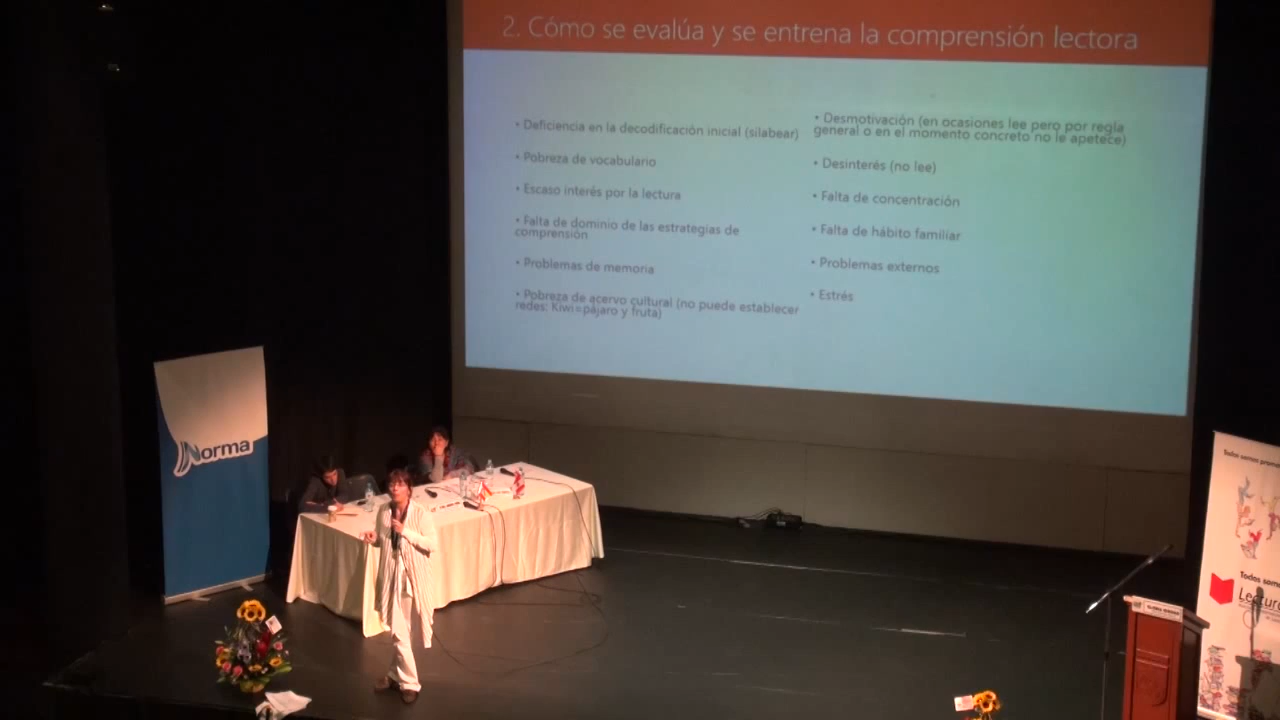 2. Cómo se evalúa y se entrena la comprensión lectora
• Deficiencia en la decodificación inicial (silabear)
• Pobreza de vocabulario
• Escaso interés por la lectura
• Falta de dominio de las estrategias de
comprensión
• Problemas de memoria
• Pobreza de acervo cultural (no puede establecer
redes: Kiwi=pájaro y fruta)
• Desmotivación (en ocasiones lee pero por regla
general o en el momento concreto no le apetece)
• Desinterés (no lee)
• Falta de concentración
• Falta de hábito familiar
• Problemas externos
• Estrés
Norma
Todos somos
Todos